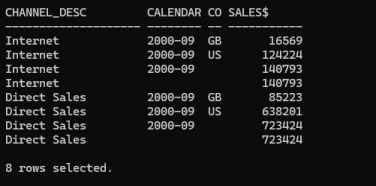 CHANNEL_DESC         CALENDAR CO SALES$
-------------------- -------- -- -----------
Internet             2000-09  GB       16569
Internet             2000-09  US      124224
Internet             2000-09          140793
Internet                              140793
Direct Sales         2000-09  GB       85223
Direct Sales         2000-09  US      638201
Direct Sales         2000-09          723424
Direct Sales                          723424
8 rows selected.